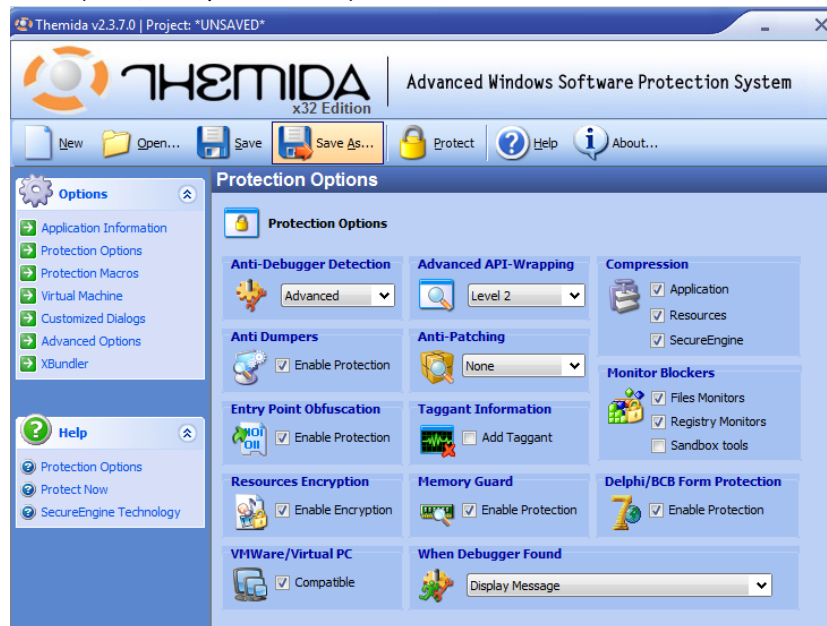 Themida v2.3.7.0 | Project: *UNSAVED*
THEMIDA
x32 Edition
Advanced Windows Software Protection System
New Open... Save Save As... Protect Help About...
Options
Application Information
Protection Options
Protection Macros
Virtual Machine
Customized Dialogs
Advanced Options
XBundler
Help
Protection Options
Protect Now
SecureEngine Technology
Protection Options
Protection Options
Anti-Debugger Detection
Advanced
Advanced API-Wrapping
Level 2
Compression
Application
Resources
SecureEngine
Anti Dumpers
Enable Protection
Anti-Patching
None
Monitor Blockers
Files Monitors
Registry Monitors
Sandbox tools
Entry Point Obfuscation
Enable Protection
Taggant Information
Add Taggant
Resources Encryption
Enable Encryption
Memory Guard
Enable Protection
Delphi/BCB Form Protection
Enable Protection
VMWare/Virtual PC
Compatible
When Debugger Found
Display Message